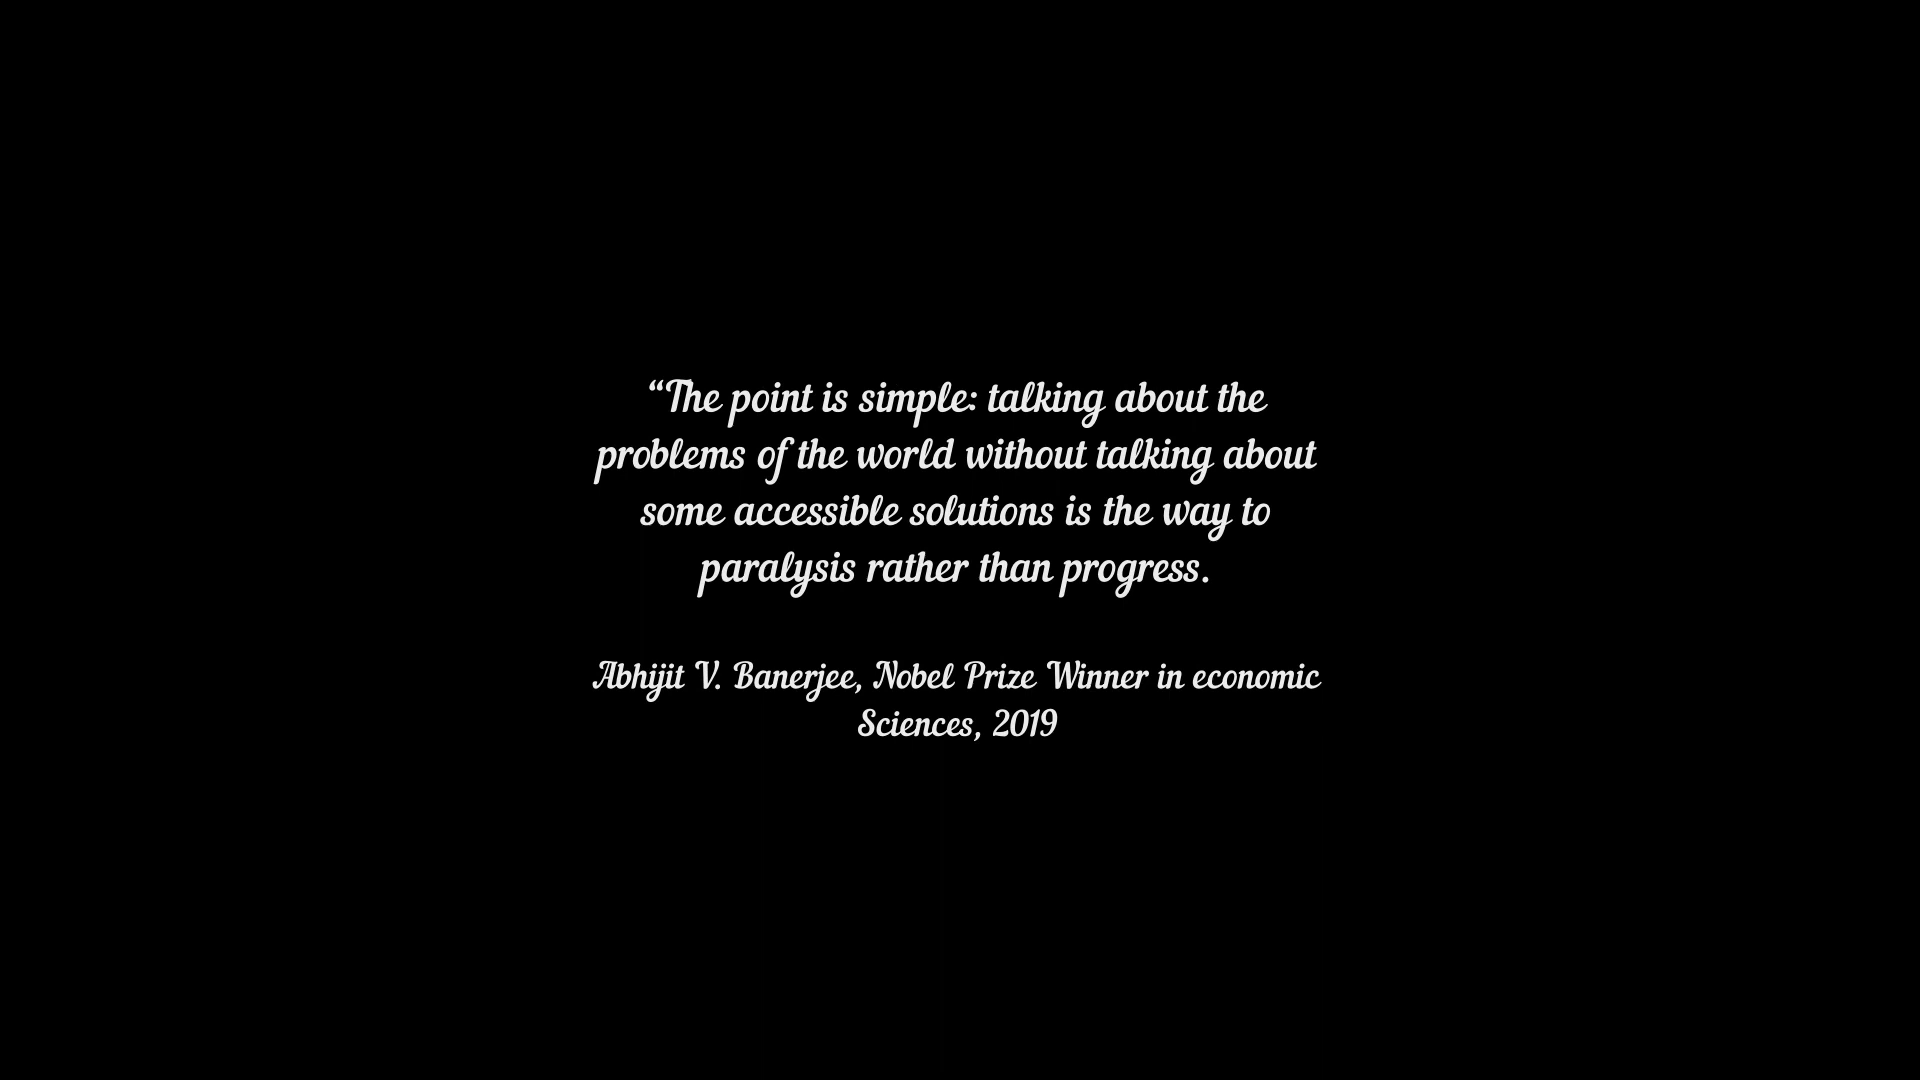 “The point is simple: talking about the
problems of the world without talking about
some accessible solutions is the way to
paralysis rather than progress.
Abhijit V. Banerjee, Nobel Prize Winner in economic
Sciences, 2019